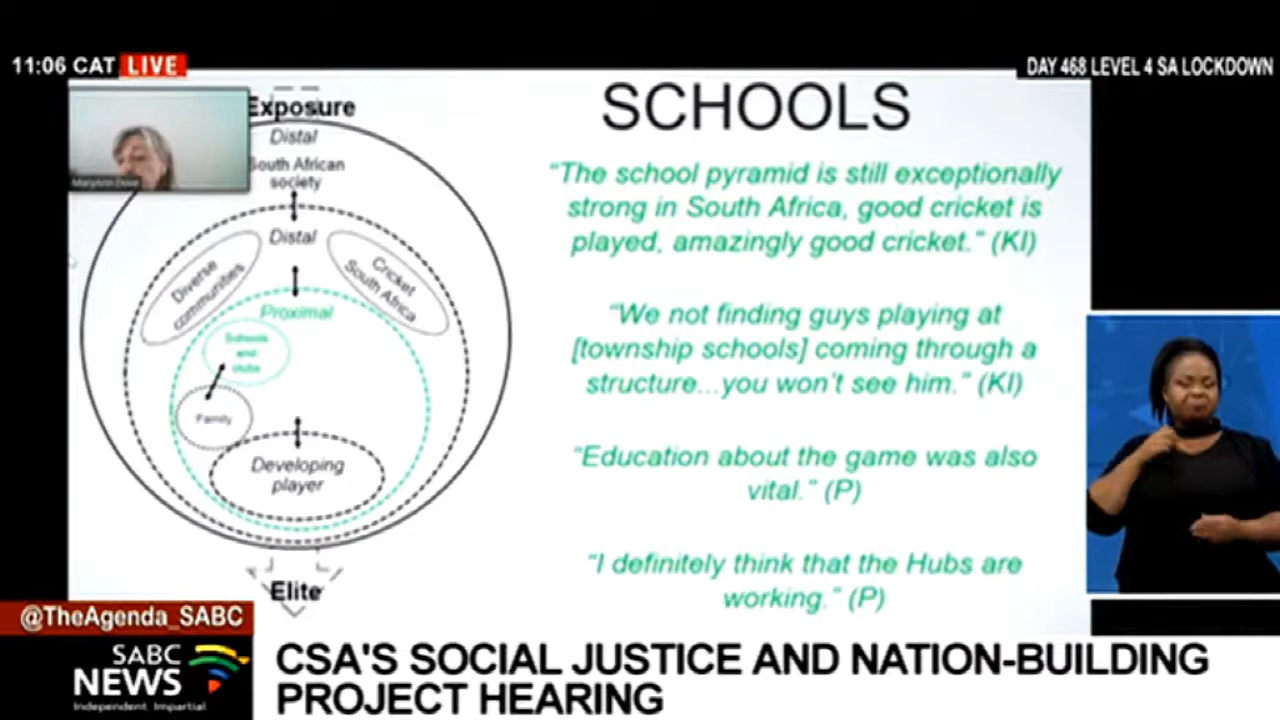 11:06 CAT LIVE
DAY 468 LEVEL 4 SA LOCKDOWN
Exposure
Distal
South African
society
Distal
Diverse
communities
Cricket
South Africa
Proximal
Schools
and
clubs
Family
Developing
player
Elite
SCHOOLS
“The school pyramid is still exceptionally
strong in South Africa, good cricket is
played, amazingly good cricket.” (KI)
“We not finding guys playing at
[township schools] coming through a
structure...you won’t see him.” (KI)
“Education about the game was also
vital.” (P)
“I definitely think that the Hubs are
working.” (P)
@TheAgenda_SABC
SABC
NEWS
Independent Impartial
CSA'S SOCIAL JUSTICE AND NATION-BUILDING
PROJECT HEARING